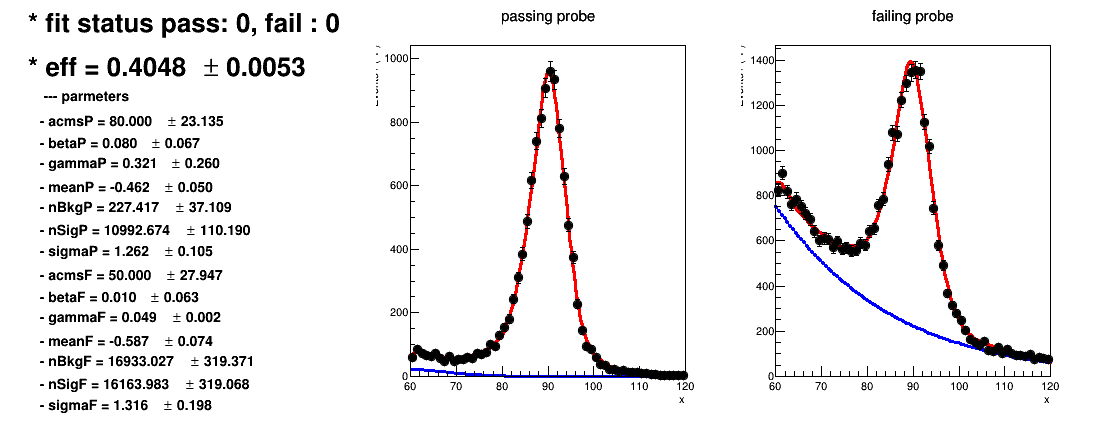 * fit status pass: 0, fail : 0
* eff = 0.4048 ± 0.0053
--- parmeters
- acmsP = 80.000 ± 23.135
- betaP = 0.080 ± 0.067
- gammaP = 0.321 ± 0.260
- meanP = -0.462 ± 0.050
- nBkgP = 227.417 ± 37.109
- nSigP = 10992.674 ± 110.190
- sigmaP = 1.262 ± 0.105
- acmsF = 50.000 ± 27.947
- betaF = 0.010 ± 0.063
- gammaF = 0.049 ± 0.002
- meanF = -0.587 ± 0.074
- nBkgF = 16933.027 ± 319.371
- nSigF = 16163.983 ± 319.068
- sigmaF = 1.316 ± 0.198
passing probe
1000
800
600
400
200
0
60 70 80 90 100 110 120
x
failing probe
1400
1200
1000
800
600
400
200
0
60 70 80 90 100 110 120
x